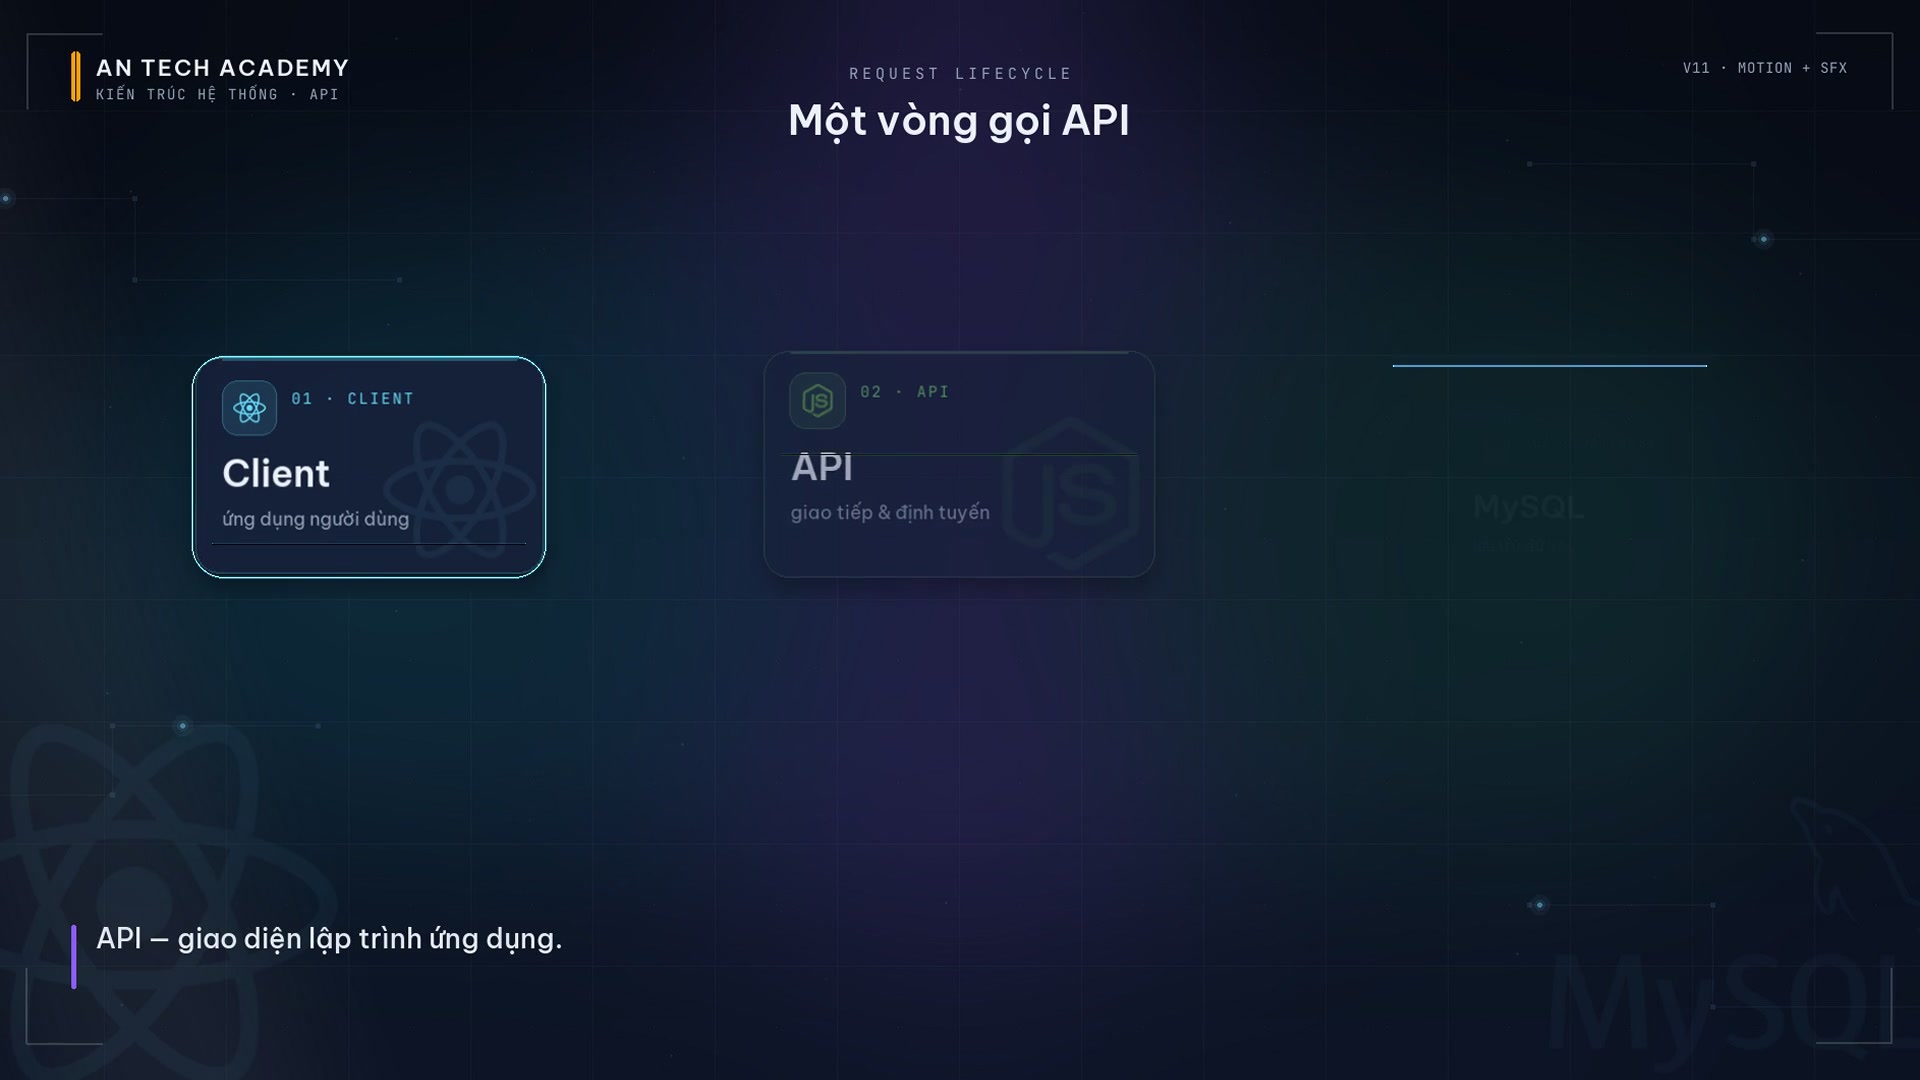 AN TECH ACADEMY
KIẾN TRÚC HỆ THỐNG · API
REQUEST LIFECYCLE
Một vòng gọi API
V11 · MOTION + SFX
01 · CLIENT
Client
ứng dụng người dùng
02 · API
API
giao tiếp & định tuyến
MySQL
API — giao diện lập trình ứng dụng.
MySQL